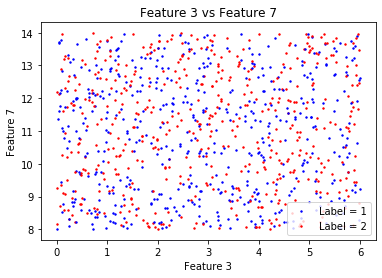 Feature 3 vs Feature 7
14
13
12
11
10
9
8
Feature 7
0 1 2 3 4 5 6
Feature 3
Label = 1
Label = 2